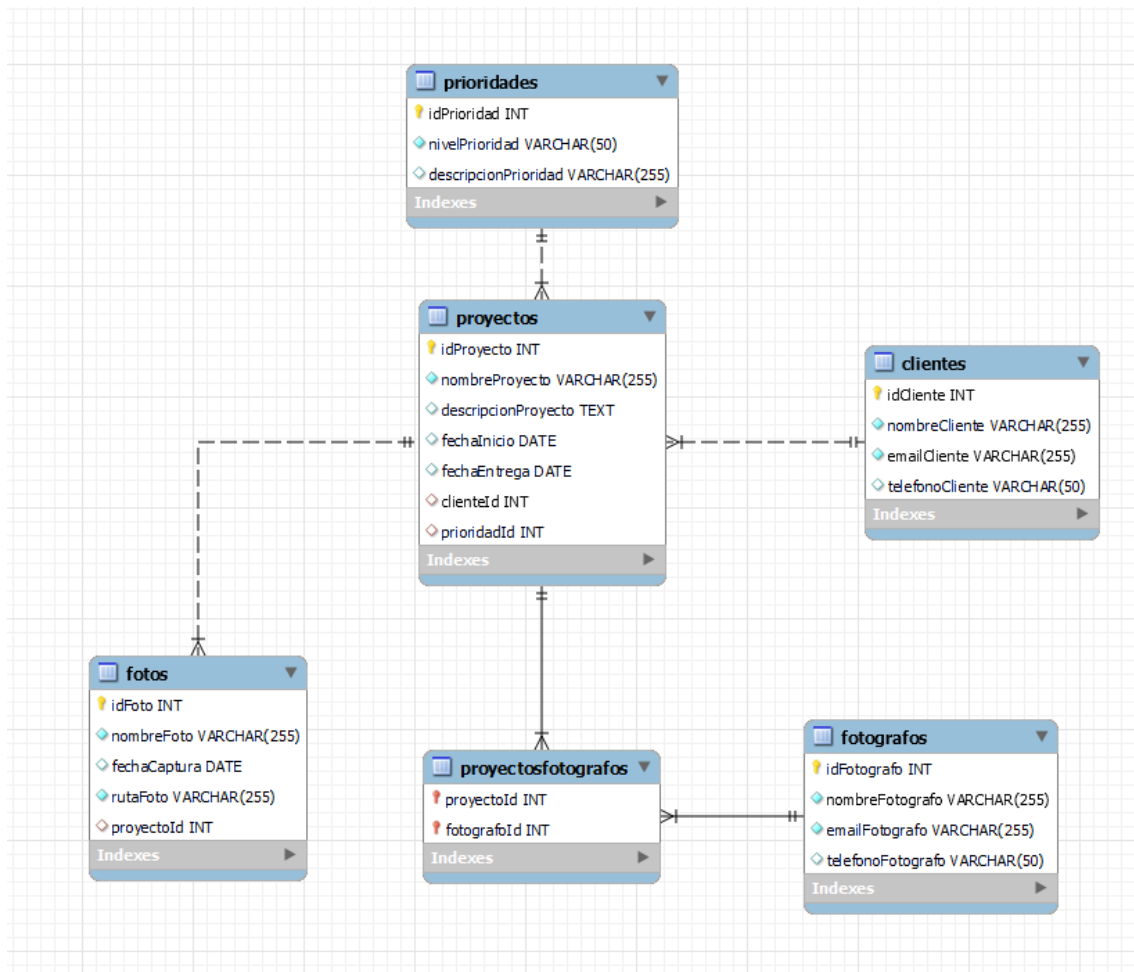 prioridades
idPrioridad INT
nivelPrioridad VARCHAR(50)
descripcionPrioridad VARCHAR(255)
Indexes
proyectos
idProyecto INT
nombreProyecto VARCHAR(255)
descripcionProyecto TEXT
fechaInicio DATE
fechaEntrega DATE
clienteId INT
prioridadId INT
Indexes
clientes
idCliente INT
nombreCliente VARCHAR(255)
emailCliente VARCHAR(255)
telefonoCliente VARCHAR(50)
Indexes
fotos
idFoto INT
nombreFoto VARCHAR(255)
fechaCaptura DATE
rutaFoto VARCHAR(255)
proyectoId INT
Indexes
proyectosfotografos
proyectoId INT
fotografoId INT
Indexes
fotografos
idFotografo INT
nombreFotografo VARCHAR(255)
emailFotografo VARCHAR(255)
telefonoFotografo VARCHAR(50)
Indexes